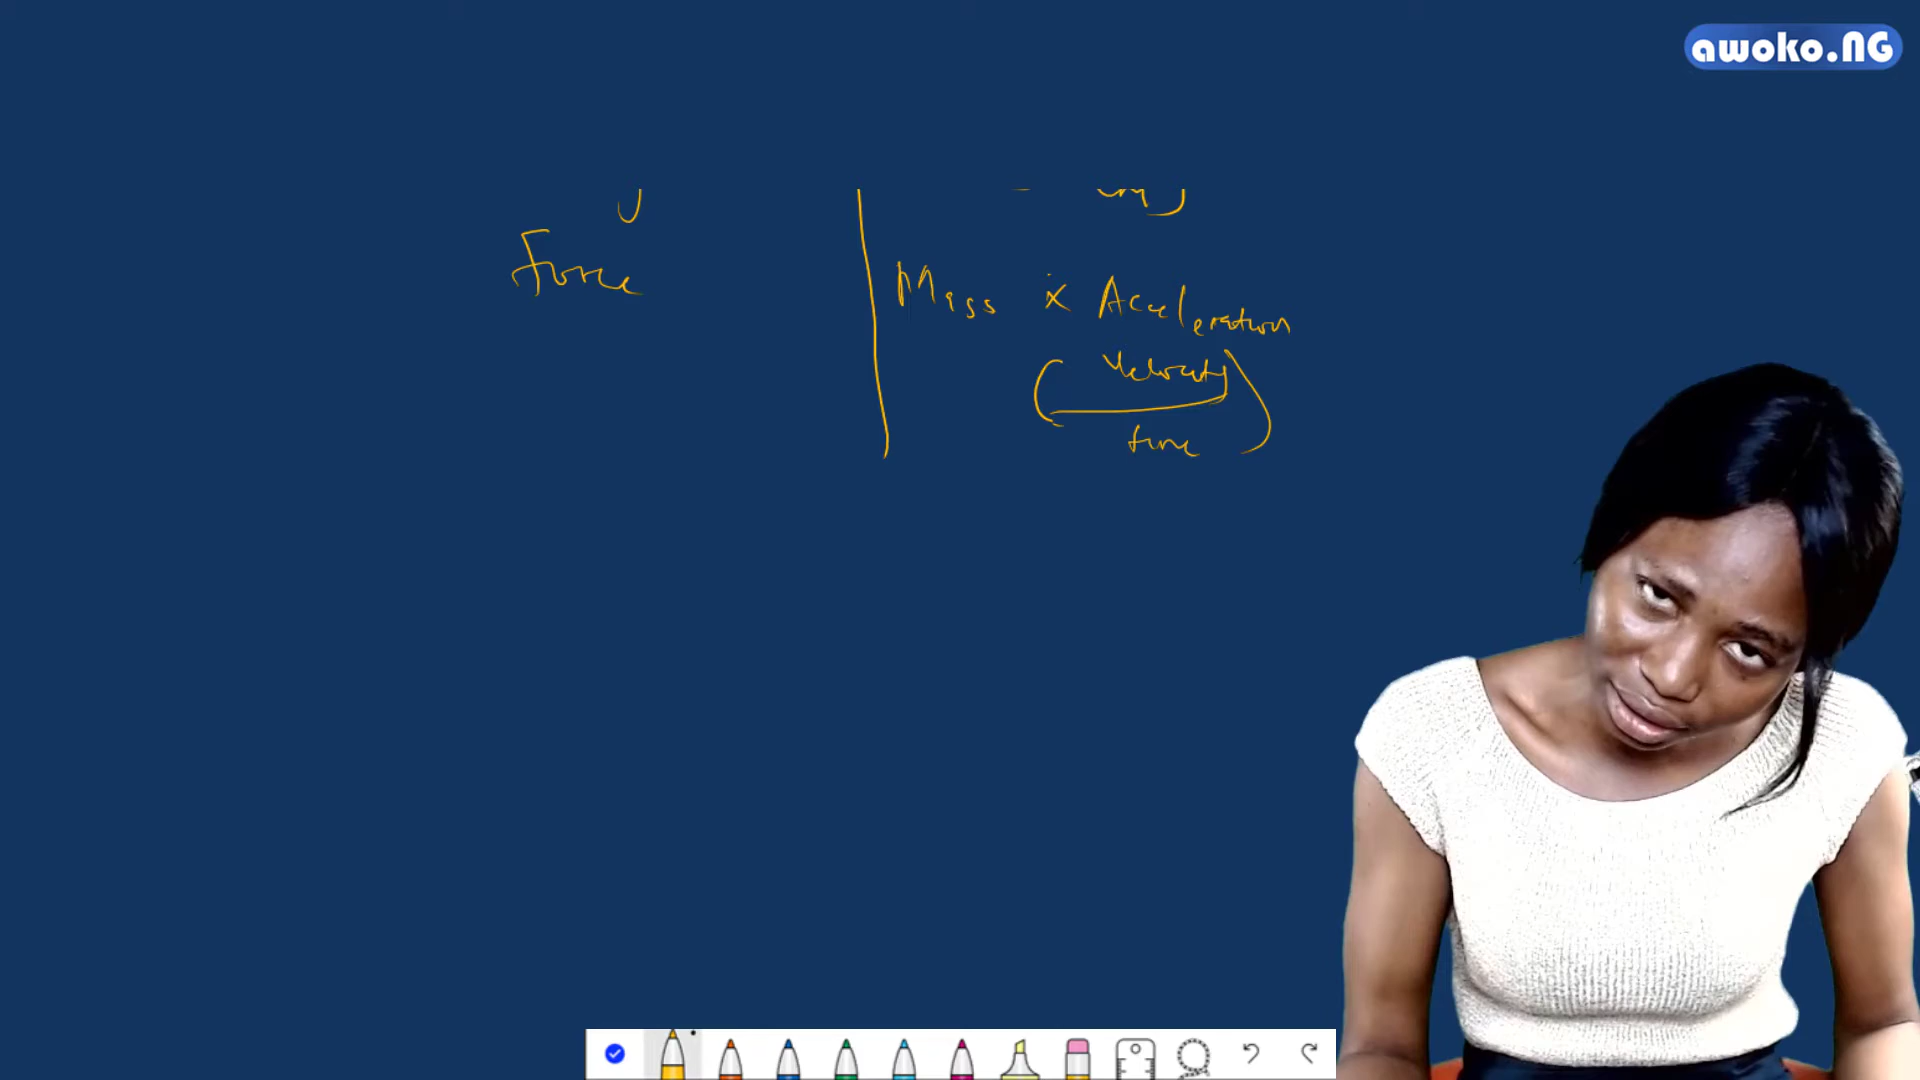 awoko.NG
Force
Mass x Acceleration
(Velocity)
time